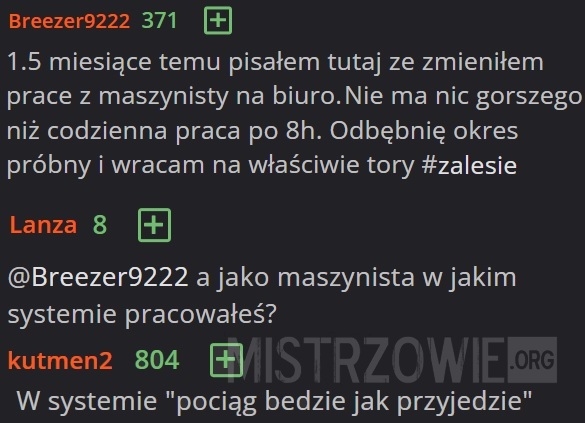 Breezer9222 371
1.5 miesiące temu pisałem tutaj ze zmieniłem
prace z maszynisty na biuro.Nie ma nic gorszego
niż codzienna praca po 8h. Odbębnię okres
próbny i wracam na właściwie tory #zalesie
Lanza 8
@Breezer9222 a jako maszynista w jakim
systemie pracowałeś?
kutmen2 804
MISTRZOWIE.ORG
W systemie "pociąg bedzie jak przyjedzie"